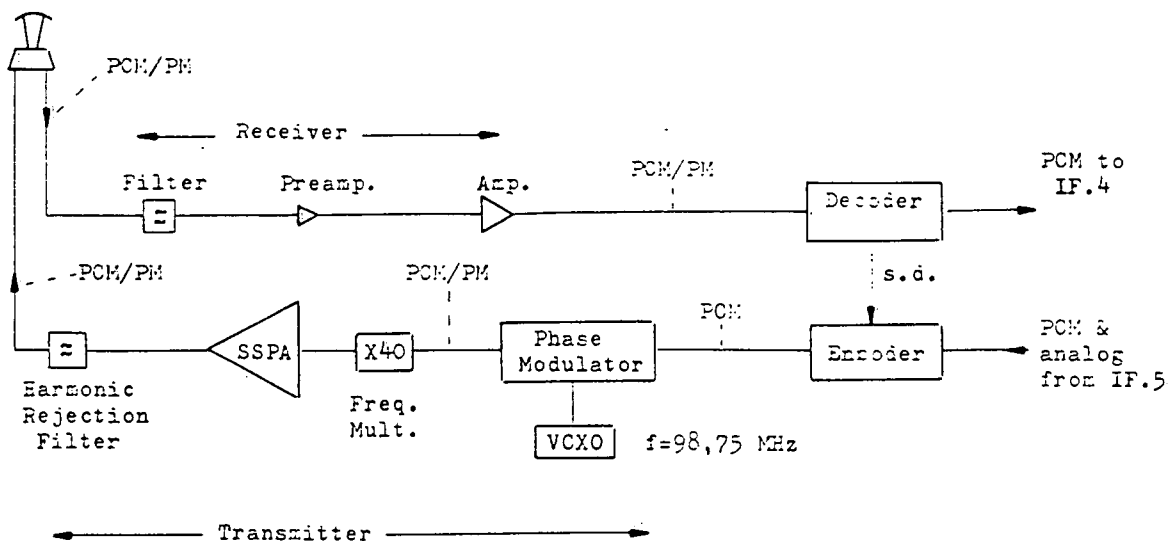 PCM/PM
Receiver
Filter
Preamp.
Amp.
PCM/PM
Decoder
PCM to
IF.4
s.d.
PCM/PM
PCM/PM
SSPA
X40
Freq.
Mult.
Phase
Modulator
PCM
Encoder
PCM &
analog
from IF.5
Harmonic
Rejection
Filter
VCXO
f=98,75 MHz
Transmitter